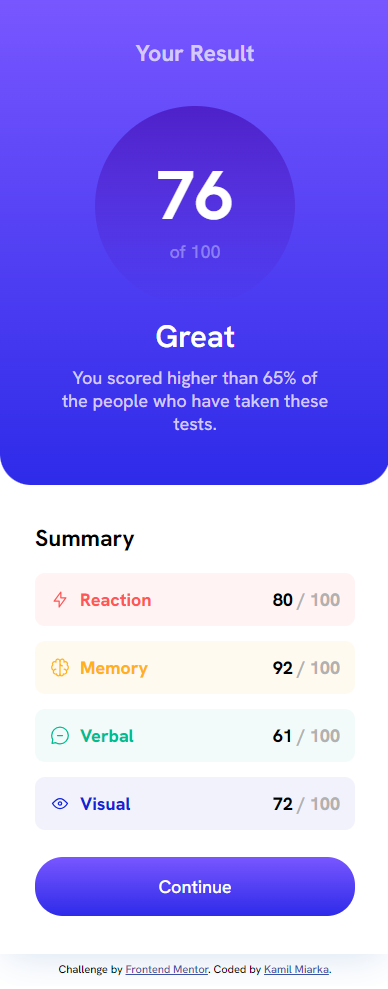 Your Result
76
of 100
Great
You scored higher than 65% of
the people who have taken these
tests.
Summary
Reaction 80 / 100
Memory 92 / 100
Verbal 61 / 100
Visual 72 / 100
Continue
Challenge by Frontend Mentor. Coded by Kamil Miarka.